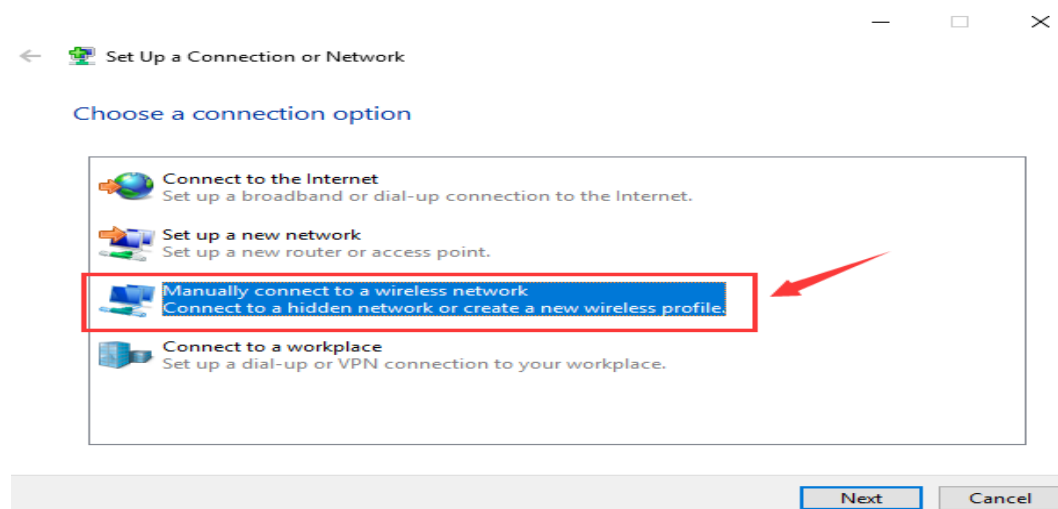 Set Up a Connection or Network
Choose a connection option
Connect to the Internet
Set up a broadband or dial-up connection to the Internet.
Set up a new network
Set up a new router or access point.
Manually connect to a wireless network
Connect to a hidden network or create a new wireless profile.
Connect to a workplace
Set up a dial-up or VPN connection to your workplace.
Next Cancel